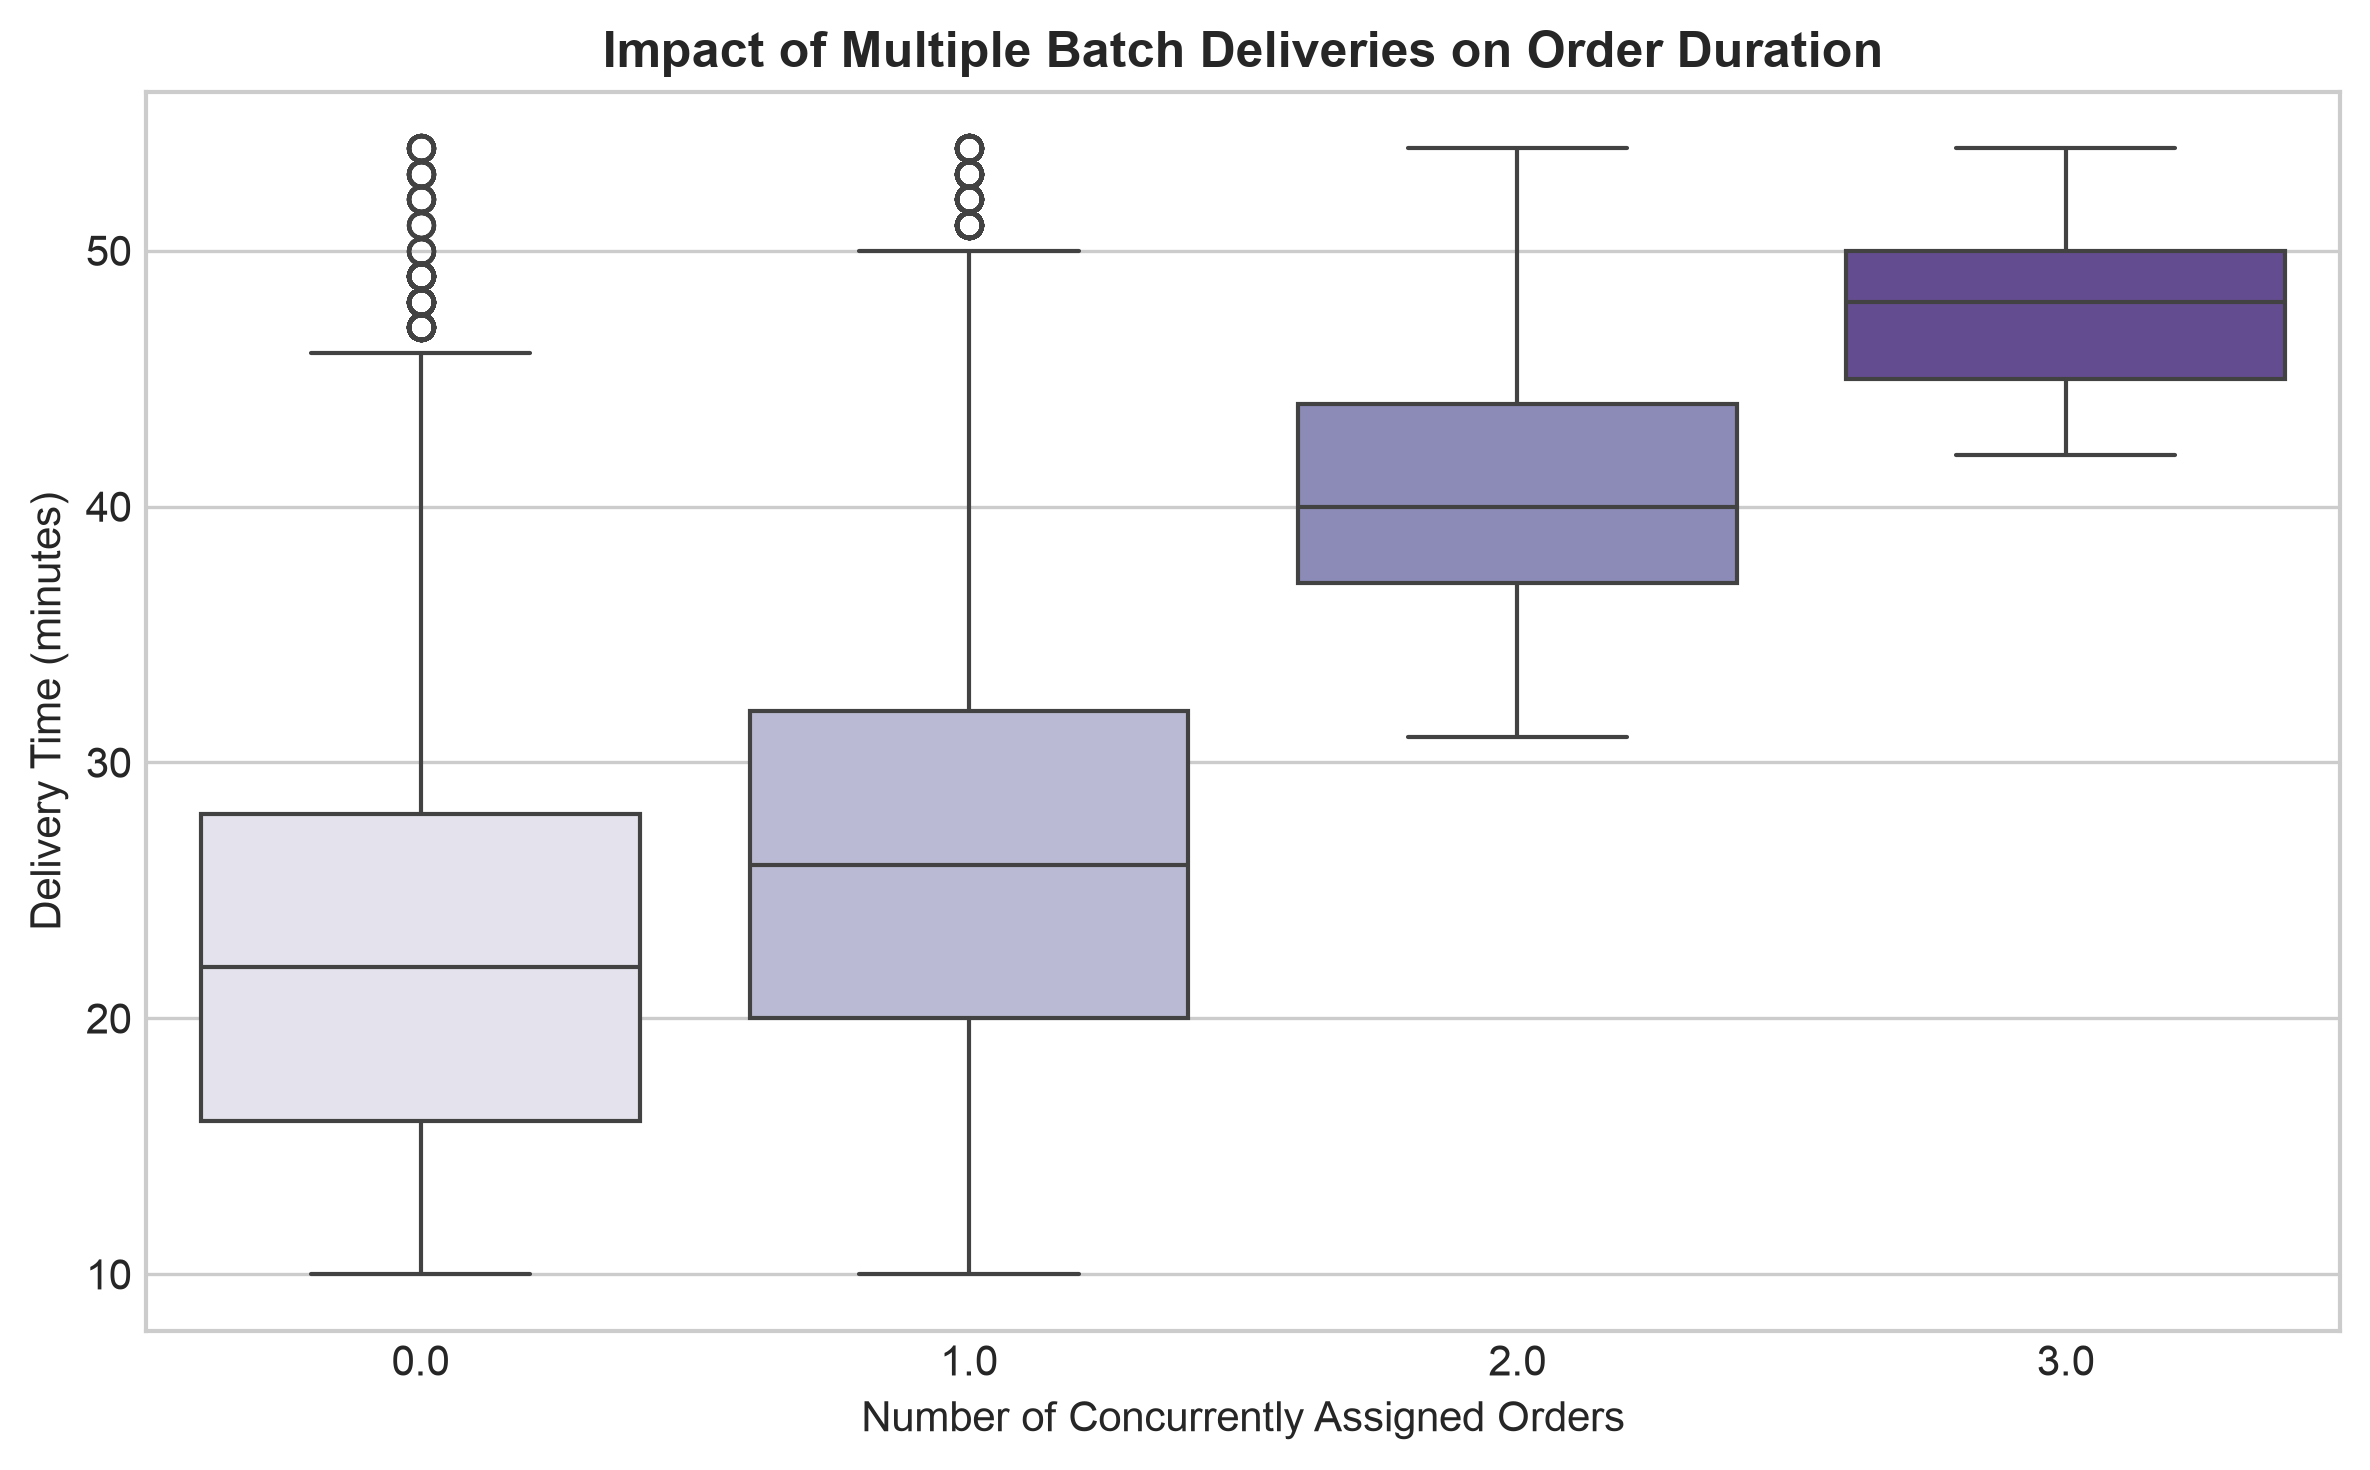 Impact of Multiple Batch Deliveries on Order Duration
Delivery Time (minutes)
50
40
30
20
10
0.0 1.0 2.0 3.0
Number of Concurrently Assigned Orders